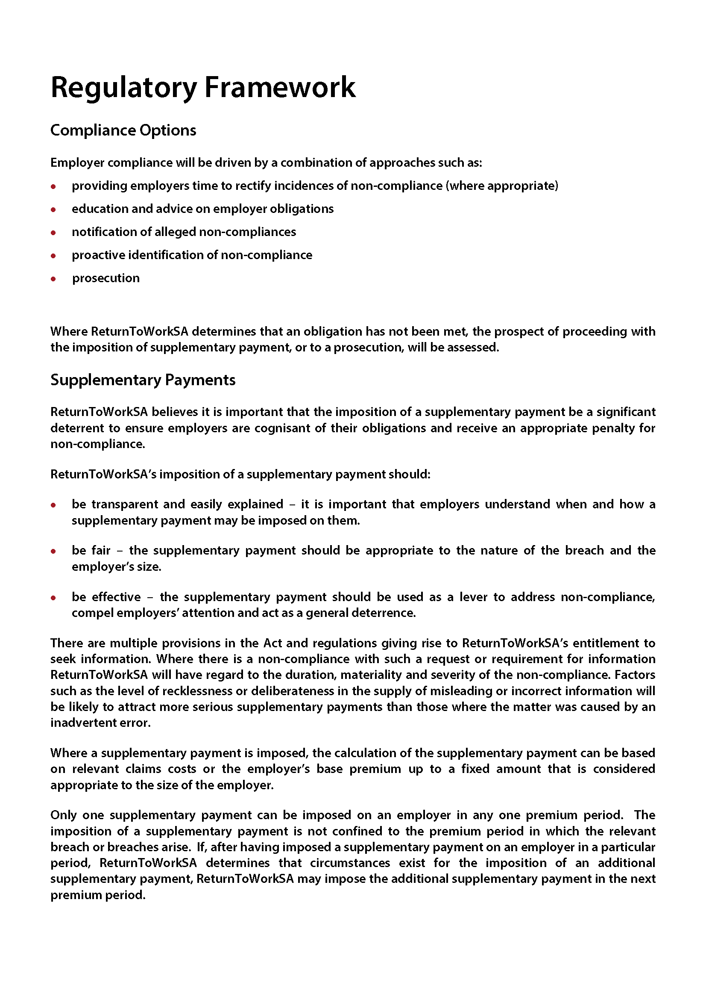 Regulatory Framework
Compliance Options
Employer compliance will be driven by a combination of approaches such as:
• providing employers time to rectify incidences of non-compliance (where appropriate)
• education and advice on employer obligations
• notification of alleged non-compliances
• proactive identification of non-compliance
• prosecution
Where ReturnToWorkSA determines that an obligation has not been met, the prospect of proceeding with
the imposition of supplementary payment, or to a prosecution, will be assessed.
Supplementary Payments
ReturnToWorkSA believes it is important that the imposition of a supplementary payment be a significant
deterrent to ensure employers are cognisant of their obligations and receive an appropriate penalty for
non-compliance.
ReturnToWorkSA’s imposition of a supplementary payment should:
• be transparent and easily explained – it is important that employers understand when and how a
supplementary payment may be imposed on them.
• be fair – the supplementary payment should be appropriate to the nature of the breach and the
employer’s size.
• be effective – the supplementary payment should be used as a lever to address non-compliance,
compel employers’ attention and act as a general deterrence.
There are multiple provisions in the Act and regulations giving rise to ReturnToWorkSA’s entitlement to
seek information. Where there is a non-compliance with such a request or requirement for information
ReturnToWorkSA will have regard to the duration, materiality and severity of the non-compliance. Factors
such as the level of recklessness or deliberateness in the supply of misleading or incorrect information will
be likely to attract more serious supplementary payments than those where the matter was caused by an
inadvertent error.
Where a supplementary payment is imposed, the calculation of the supplementary payment can be based
on relevant claims costs or the employer’s base premium up to a fixed amount that is considered
appropriate to the size of the employer.
Only one supplementary payment can be imposed on an employer in any one premium period. The
imposition of a supplementary payment is not confined to the premium period in which the relevant
breach or breaches arise. If, after having imposed a supplementary payment on an employer in a particular
period, ReturnToWorkSA determines that circumstances exist for the imposition of an additional
supplementary payment, ReturnToWorkSA may impose the additional supplementary payment in the next
premium period.